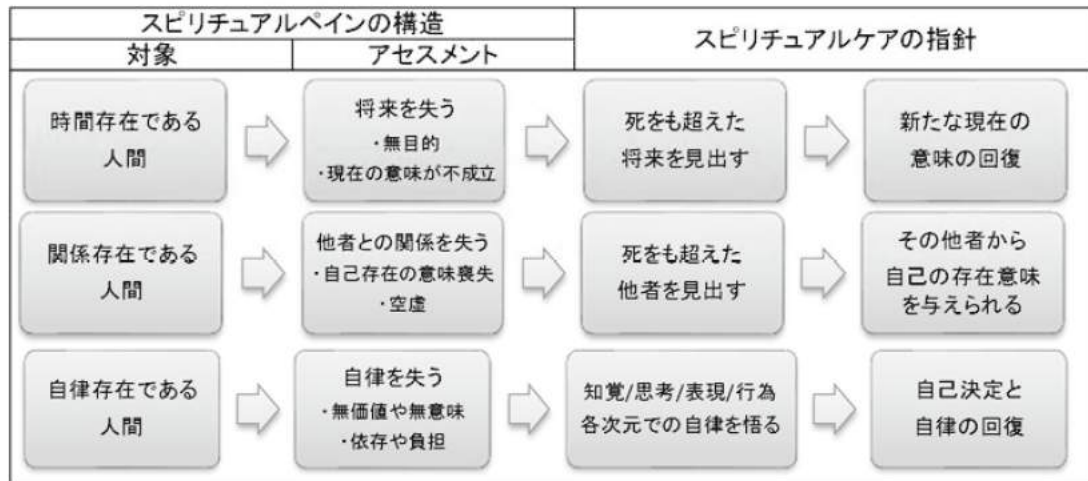 スピリチュアルペインの構造
スピリチュアルケアの指針
対象
アセスメント
時間存在である
人間
将来を失う
・無目的
・現在の意味が不成立
死をも超えた
将来を見出す
新たな現在の
意味の回復
関係存在である
人間
他者との関係を失う
・自己存在の意味喪失
・空虚
死をも超えた
他者を見出す
その他者から
自己の存在意味
を与えられる
自律存在である
人間
自律を失う
・無価値や無意味
・依存や負担
知覚/思考/表現/行為
各次元での自律を悟る
自己決定と
自律の回復